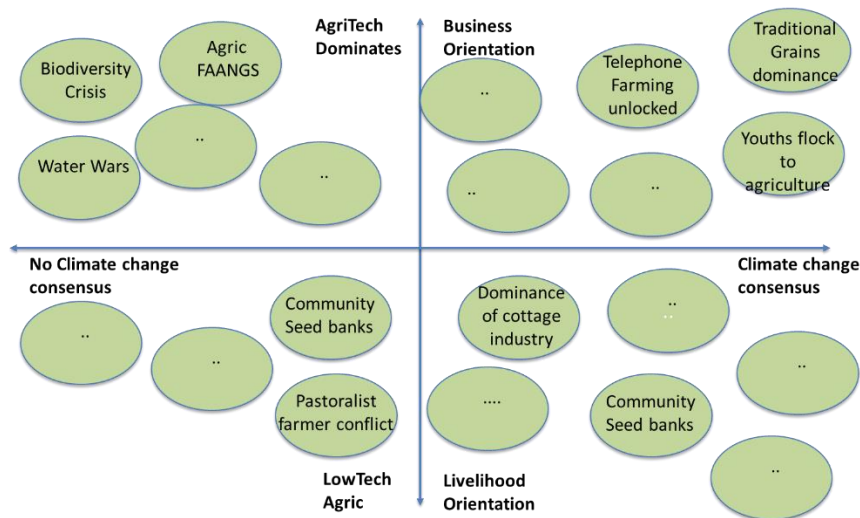 AgriTech
Dominates
Business
Orientation
Biodiversity
Crisis
Agric
FAANGS
Water Wars
..
..
..
..
Telephone
Farming
unlocked
..
Traditional
Grains
dominance
Youths flock
to
agriculture
No Climate change
consensus
Climate change
consensus
..
..
Community
Seed banks
Pastoralist
farmer conflict
Dominance
of cottage
industry
....
..
..
Community
Seed banks
..
..
LowTech
Agric
Livelihood
Orientation